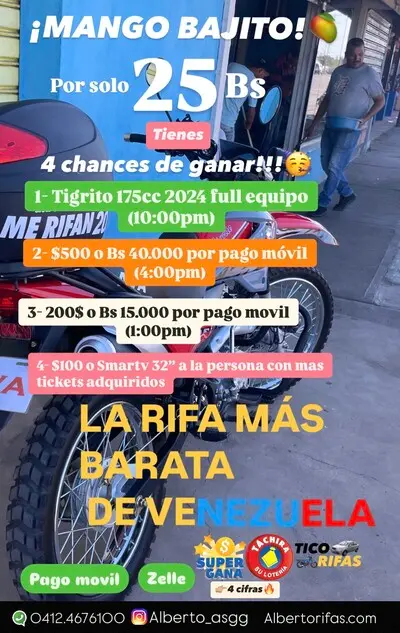 ¡MANGO BAJITO!
Por solo 25 Bs
Tienes
4 chances de ganar!!!
1- Tigrito 175cc 2024 full equipo
(10:00pm)
ME RIFAN 20
2- $500 o Bs 40.000 por pago móvil
(4:00pm)
3- 200$ o Bs 15.000 por pago movil
(1:00pm)
4- $100 o Smartv 32” a la persona con mas
tickets adquiridos
LA RIFA MÁS
BARATA
DE VENEZUELA
SUPER
GANA
TÁCHIRA
SU LOTERÍA
TICO
RIFAS
4 cifras
Pago movil
Zelle
0412.4676100 Alberto_asgg Albertorifas.com